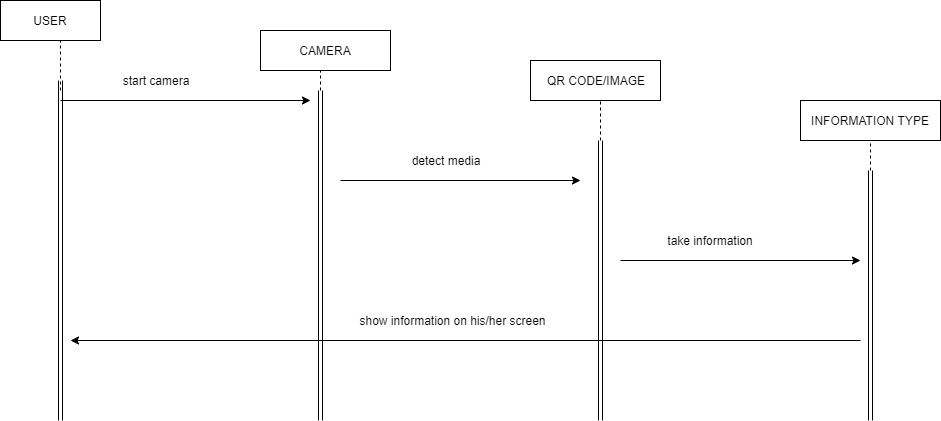 USER
CAMERA
QR CODE/IMAGE
INFORMATION TYPE
start camera
detect media
take information
show information on his/her screen